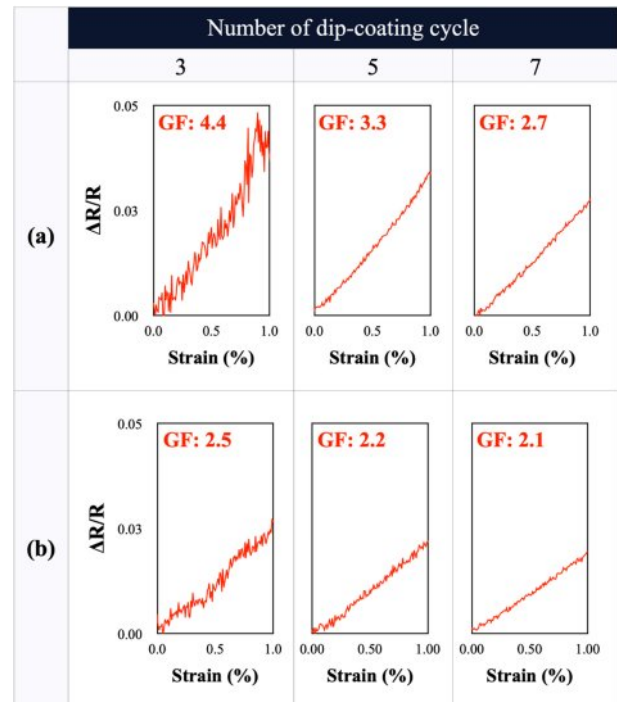 Number of dip-coating cycle
3 5 7
(a)
GF: 4.4
0.05
0.03
0.00
ΔR/R
0.0 0.5 1.0
Strain (%)
GF: 3.3
0.0 0.5 1.0
Strain (%)
GF: 2.7
0.0 0.5 1.0
Strain (%)
(b)
GF: 2.5
0.05
0.03
0.00
ΔR/R
0.0 0.5 1.0
Strain (%)
GF: 2.2
0.00 0.50 1.00
Strain (%)
GF: 2.1
0.00 0.50 1.00
Strain (%)